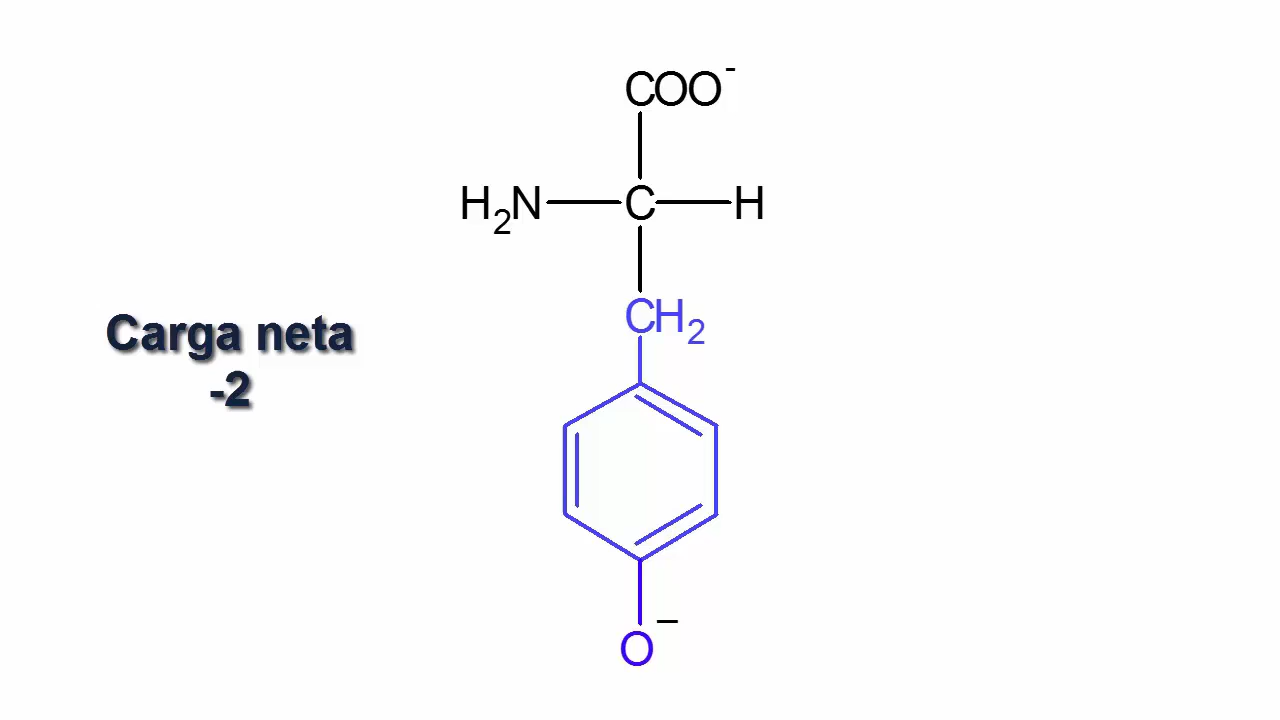 COO⁻
H₂N C H
CH₂
Carga neta
-2
O⁻